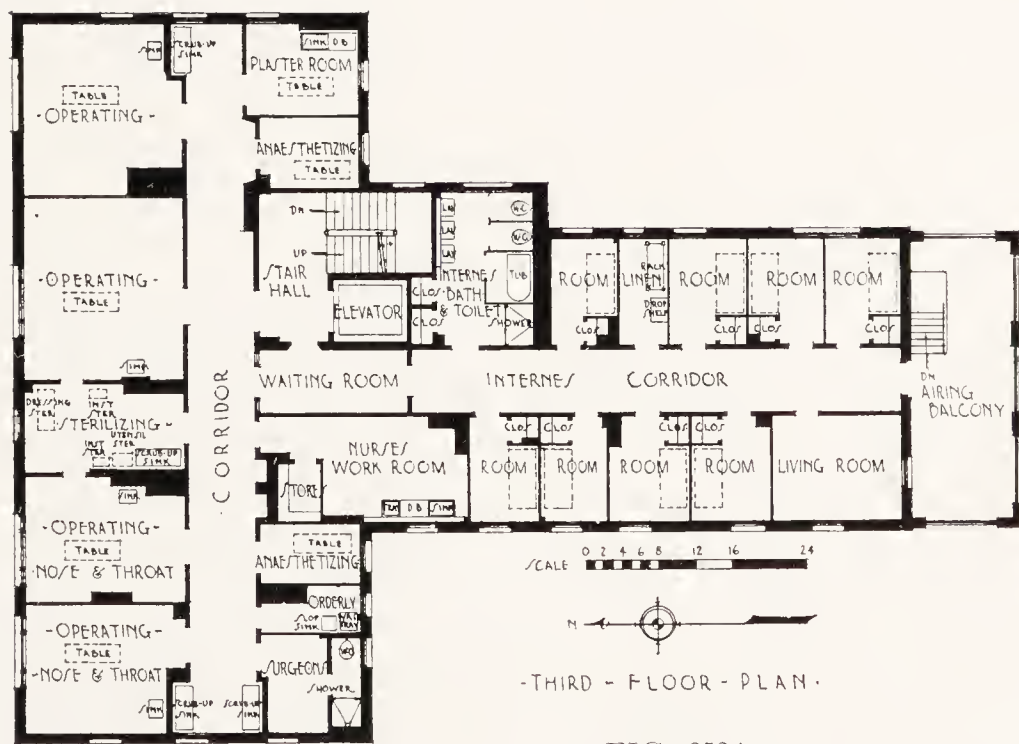 SINK
SCRUB-UP
SINK
SINK D B
PLASTER ROOM
TABLE
TABLE
-OPERATING-
ANAESTHETIZING
TABLE
DN
UP
STAIR
HALL
ELEVATOR
LAV
LAV
LAV
W.C.
W.C.
TUB
INTERNES
BATH
& TOILET
SHOWER
CLOS
CLOS
OPERATING
TABLE
SINK
ROOM
CLOS
LINEN
RACK
DROP
SHELF
ROOM
CLOS
ROOM
CLOS
ROOM
CLOS
DN
AIRING
BALCONY
CORRIDOR
WAITING ROOM
INTERNES CORRIDOR
DRESSING
STER
INST
STER
-STERILIZING-
UTENSIL
STER
INST
STER
SCRUB-UP
SINK
NURSES
WORK ROOM
STORES
TRAY D B SINK
CLOS
ROOM
CLOS
ROOM
CLOS
ROOM
CLOS
ROOM
LIVING ROOM
SINK
-OPERATING-
TABLE
-NOSE & THROAT
TABLE
ANAESTHETIZING
ORDERLY
SLOP
SINK
-OPERATING-
TABLE
-NOSE & THROAT
SINK
SCRUB-UP
SINK
SCRUB-UP
SINK
SURGEONS
W.C.
SHOWER
SCALE 0 2 4 6 8 12 16 24
N
-THIRD-FLOOR-PLAN-